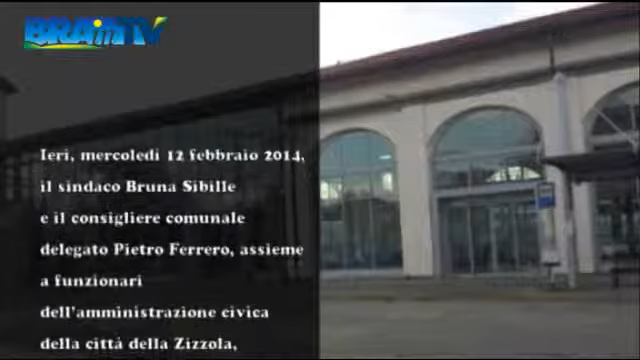 BRAinTV
Ieri, mercoledì 12 febbraio 2014,
il sindaco Bruna Sibille
e il consigliere comunale
delegato Pietro Ferrero, assieme
a funzionari
dell'amministrazione civica
della città della Zizzola,